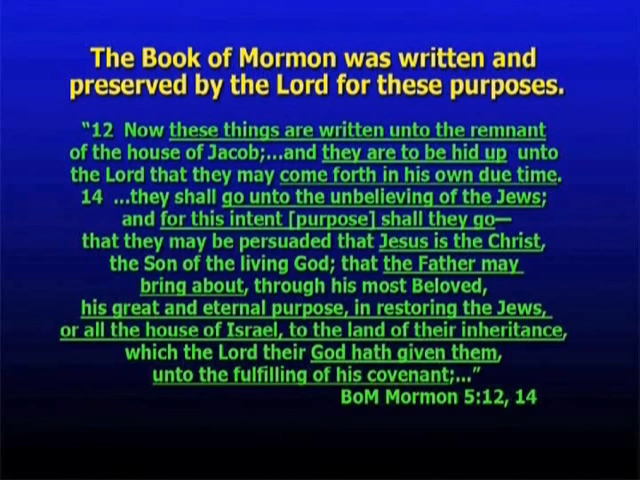 The Book of Mormon was written and
preserved by the Lord for these purposes.
"12 Now these things are written unto the remnant
of the house of Jacob;...and they are to be hid up unto
the Lord that they may come forth in his own due time.
14 ...they shall go unto the unbelieving of the Jews;
and for this intent [purpose] shall they go—
that they may be persuaded that Jesus is the Christ,
the Son of the living God; that the Father may
bring about, through his most Beloved,
his great and eternal purpose, in restoring the Jews,
or all the house of Israel, to the land of their inheritance,
which the Lord their God hath given them,
unto the fulfilling of his covenant;..."
BoM Mormon 5:12, 14